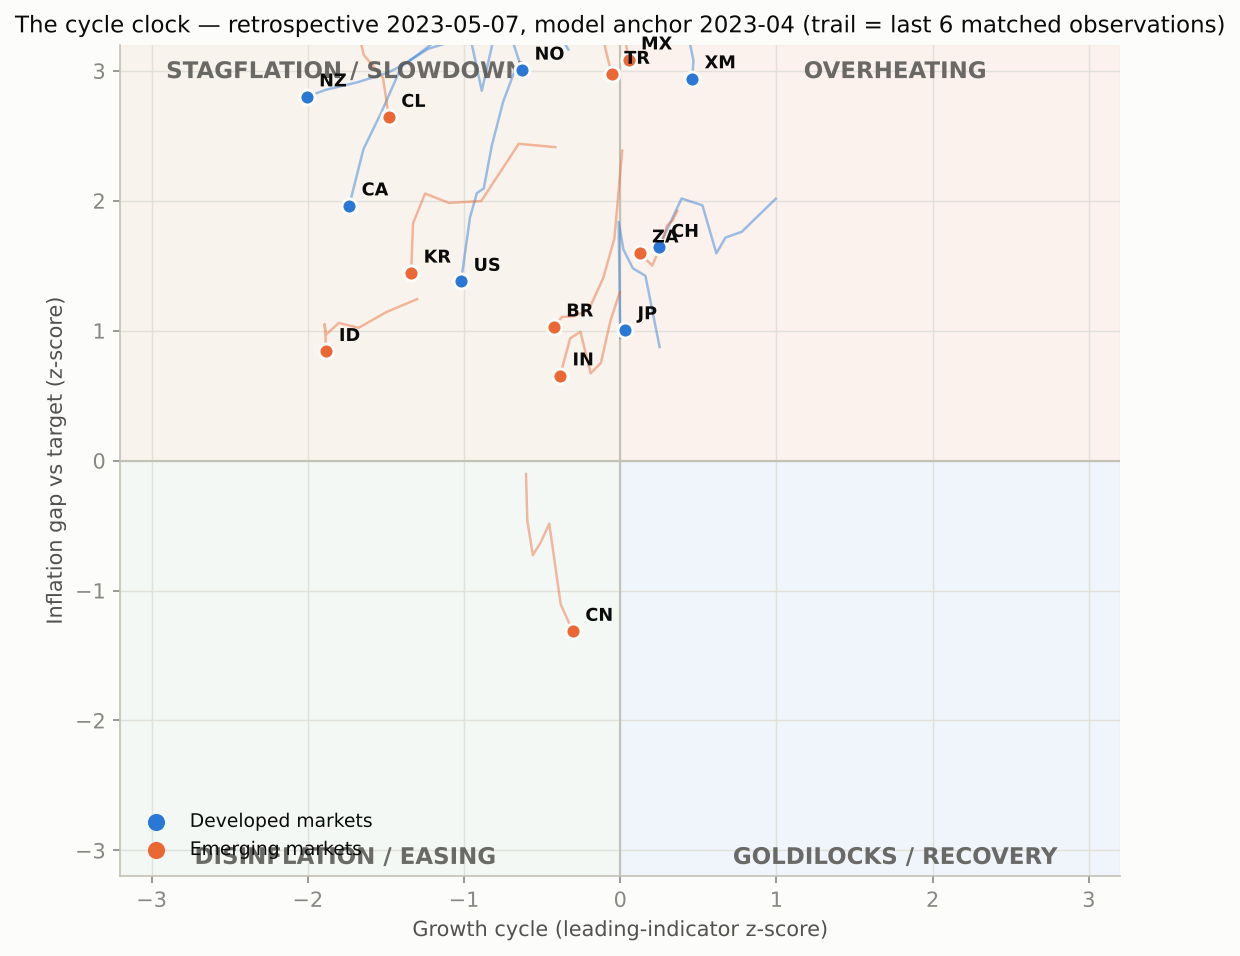 The cycle clock — retrospective 2023-05-07, model anchor 2023-04 (trail = last 6 matched observations)
STAGFLATION / SLOWDOWN
OVERHEATING
NZ
CL
NO
TR
MX
XM
CA
KR
US
ZA
CH
ID
BR
JP
IN
CN
Developed markets
Emerging markets
DISINFLATION / EASING
GOLDILOCKS / RECOVERY
3
2
1
0
−1
−2
−3
Inflation gap vs target (z-score)
−3 −2 −1 0 1 2 3
Growth cycle (leading-indicator z-score)